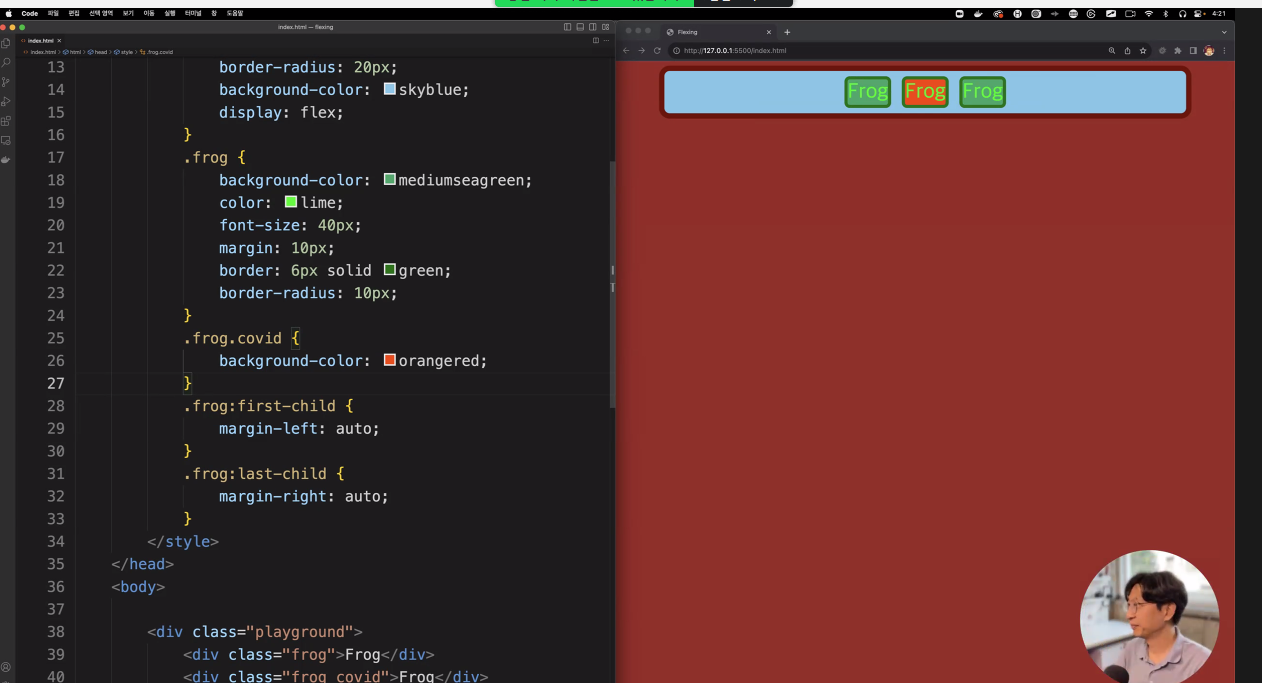 Code 파일 편집 선택 영역 보기 이동 실행 터미널 창 도움말
4:21
index.html — flexing
index.html
index.html > html > head > style > .frog.covid
13 border-radius: 20px;
14 background-color: skyblue;
15 display: flex;
16 }
17 .frog {
18 background-color: mediumseagreen;
19 color: lime;
20 font-size: 40px;
21 margin: 10px;
22 border: 6px solid green;
23 border-radius: 10px;
24 }
25 .frog.covid {
26 background-color: orangered;
27 }
28 .frog:first-child {
29 margin-left: auto;
30 }
31 .frog:last-child {
32 margin-right: auto;
33 }
34 </style>
35 </head>
36 <body>
37
38 <div class="playground">
39 <div class="frog">Frog</div>
40 <div class="frog covid">Frog</div>
Flexing
http://127.0.0.1:5500/index.html
Frog Frog Frog